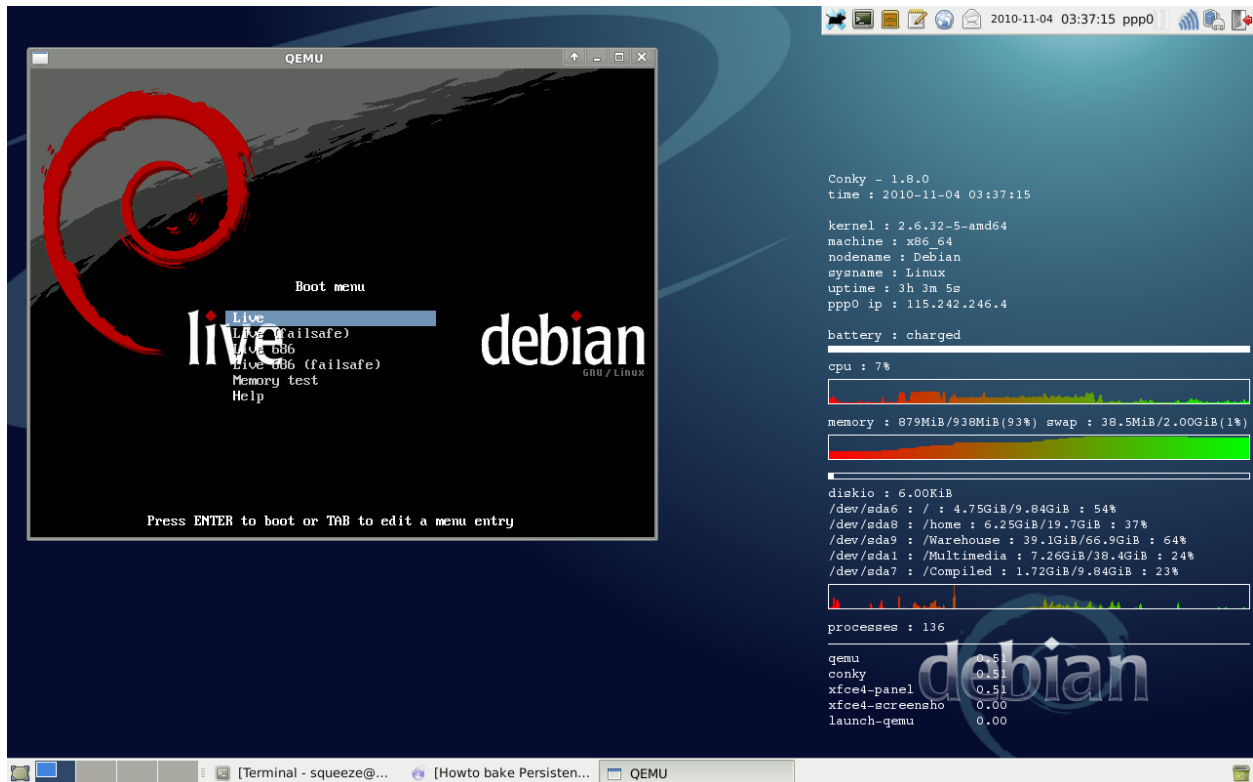 2010-11-04 03:37:15 ppp0
QEMU
Boot menu
live
debian
GNU / Linux
Live
Live (failsafe)
Live 686
Live 686 (failsafe)
Memory test
Help
Press ENTER to boot or TAB to edit a menu entry
Conky - 1.8.0
time : 2010-11-04 03:37:15
kernel : 2.6.32-5-amd64
machine : x86_64
nodename : Debian
sysname : Linux
uptime : 3h 3m 5s
ppp0 ip : 115.242.246.4
battery : charged
cpu : 7%
memory : 879MiB/938MiB(93%) swap : 38.5MiB/2.00GiB(1%)
diskio : 6.00KiB
/dev/sda6 : / : 4.75GiB/9.84GiB : 54%
/dev/sda8 : /home : 6.25GiB/19.7GiB : 37%
/dev/sda9 : /Warehouse : 39.1GiB/66.9GiB : 64%
/dev/sda1 : /Multimedia : 7.26GiB/38.4GiB : 24%
/dev/sda7 : /Compiled : 1.72GiB/9.84GiB : 23%
processes : 136
qemu 0.51
conky 0.51
xfce4-panel 0.51
xfce4-screensho 0.00
launch-qemu 0.00
debian
[Terminal - squeeze@...
[Howto bake Persisten...
QEMU